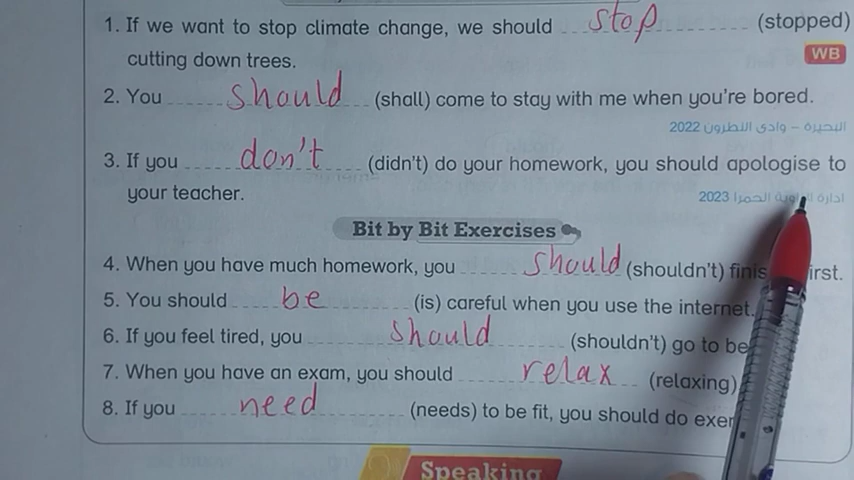 1. If we want to stop climate change, we should stop (stopped)
cutting down trees.
WB
2. You should (shall) come to stay with me when you're bored.
البحيرة – وادى النطرون 2022
3. If you don't (didn't) do your homework, you should apologise to
your teacher.
ادارة الحمرا 2023
Bit by Bit Exercises
4. When you have much homework, you should (shouldn't) finis irst.
5. You should be (is) careful when you use the internet.
6. If you feel tired, you should (shouldn't) go to be
7. When you have an exam, you should relax (relaxing)
8. If you need (needs) to be fit, you should do exer
Speaking